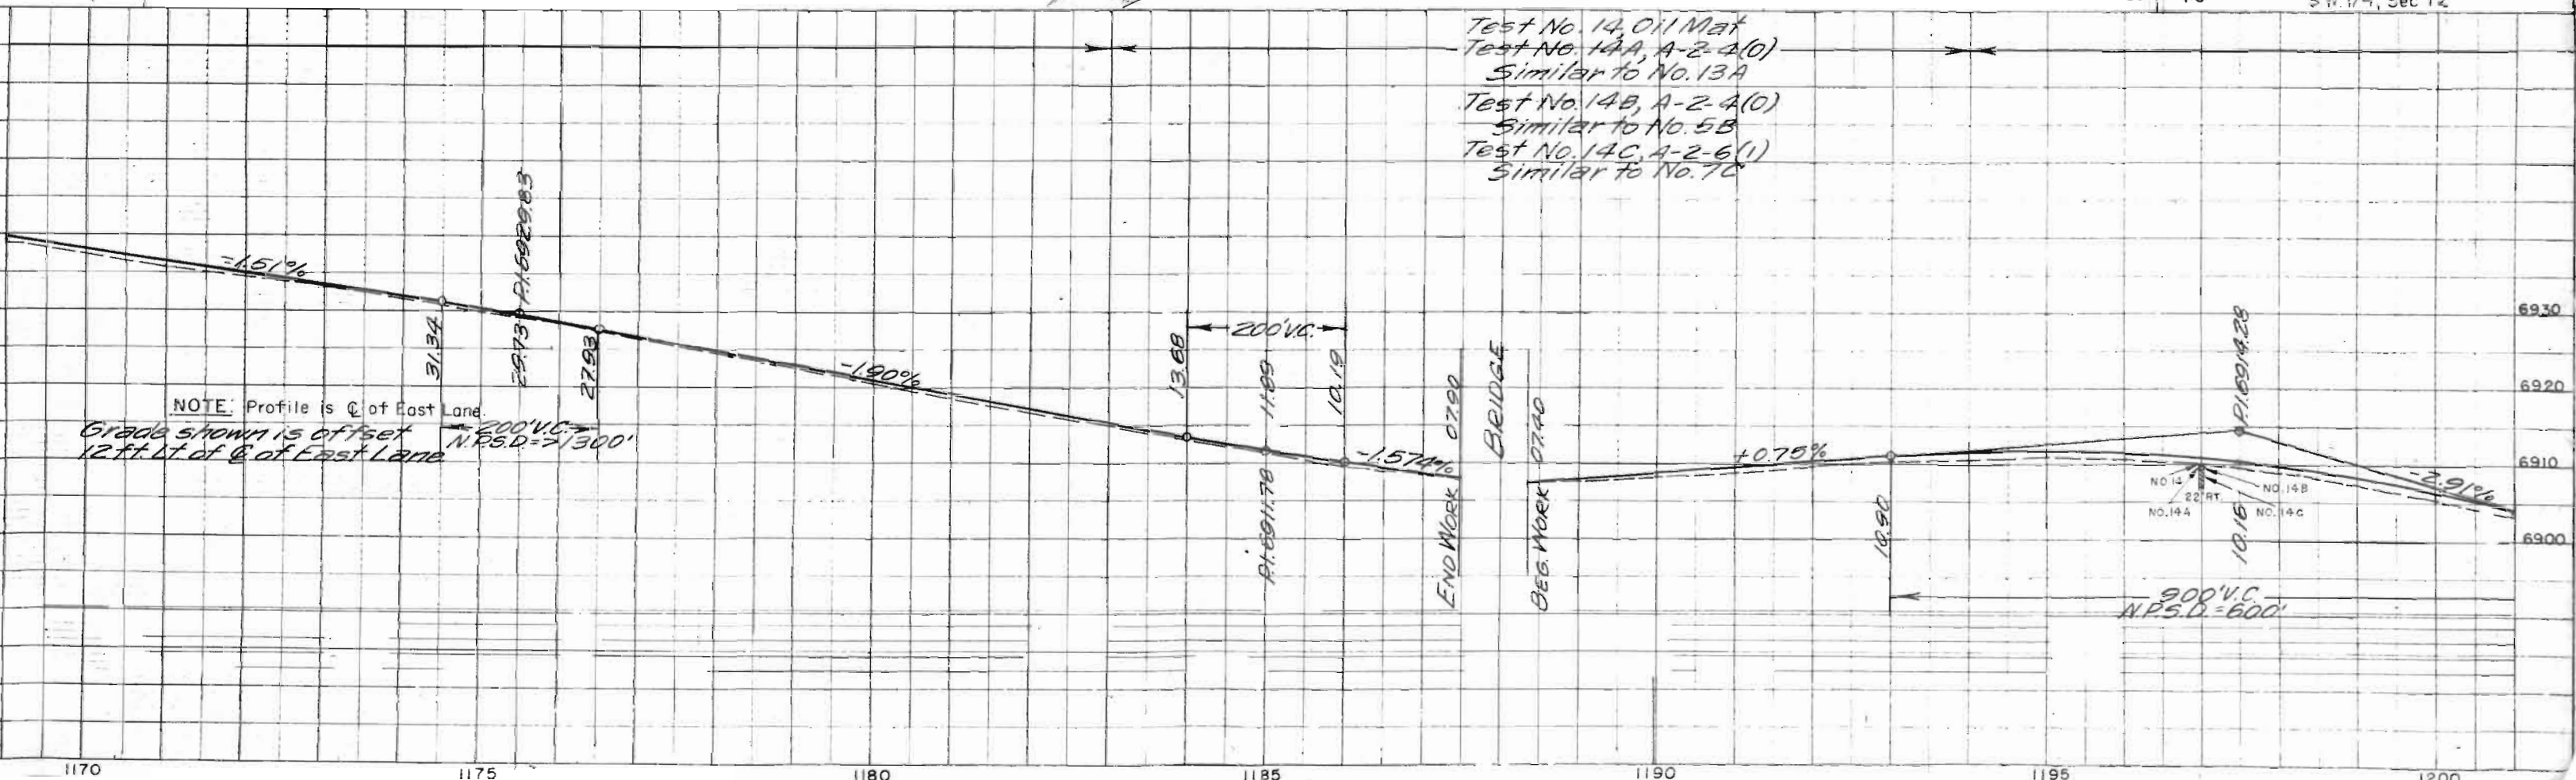 SW.1/4, Sec 12
Test No. 14, Oil Mat
Test No. 14A, A-2-4(0)
Similar to No. 13A
Test No. 14B, A-2-4(0)
Similar to No. 5B
Test No. 14C, A-2-6(1)
Similar to No. 7C
-1.51%
31.34
29.73
P.I. 6929.83
27.93
-1.90%
NOTE: Profile is ℄ of East Lane.
Grade shown is offset
12 ft. Lt of ℄ of East Lane
200' V.C.
N.P.S.D.=>1300'
13.68
200' V.C.
11.89
10.19
P.I. 6911.78
-1.574%
END WORK 07.90
BRIDGE
BEG. WORK 07.40
+0.75%
10.90
P.I. 6914.28
-2.91%
NO.14
NO.14B
22' RT.
NO.14A
NO.14C
10.16
900' V.C.
N.P.S.D.=600'
6930
6920
6910
6900
1170
1175
1180
1185
1190
1195
1200